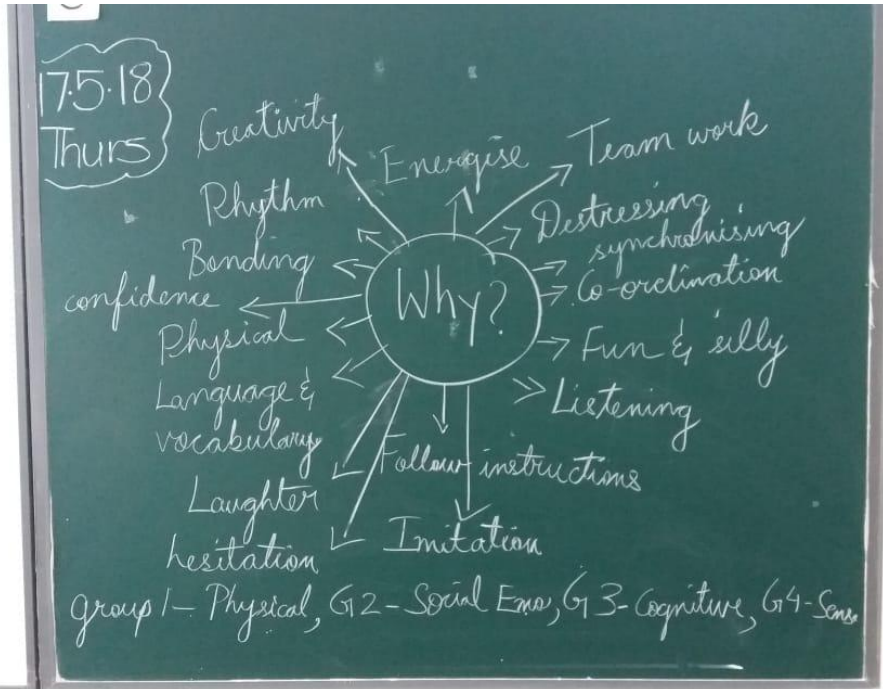 17.5.18
Thurs
Creativity
Energise
Team work
Rhythm
Destressing
synchronising
Bonding
Co-ordination
confidence
Why?
Physical
Fun & silly
Language &
vocabulary
Listening
Follow instructions
Laughter
Imitation
hesitation
group 1- Physical, G2-Social Emo, G3-Cognitive, G4-Sens